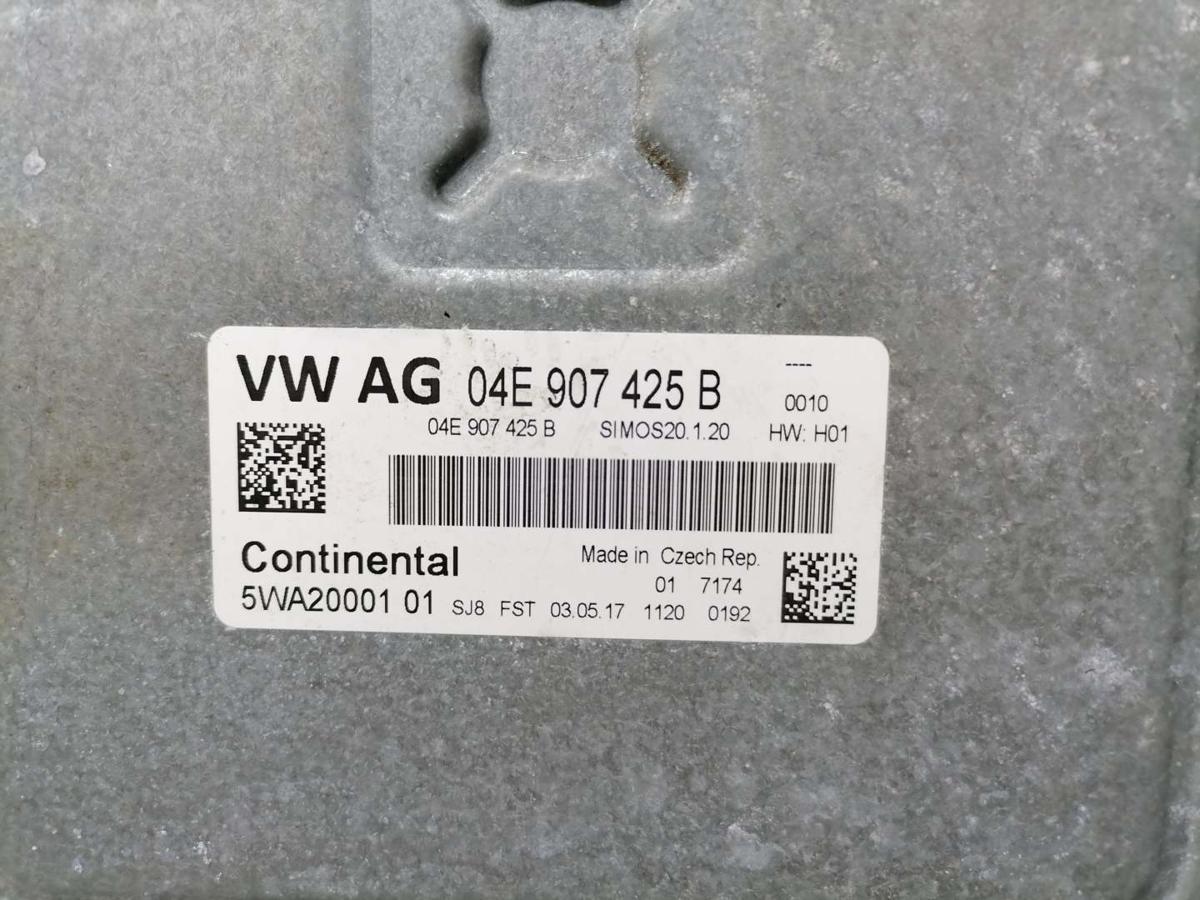 VW AG 04E 907 425 B ----
0010
04E 907 425 B SIMOS20.1.20 HW: H01
Continental Made in Czech Rep.
01 7174
5WA20001 01 SJ8 FST 03.05.17 1120 0192